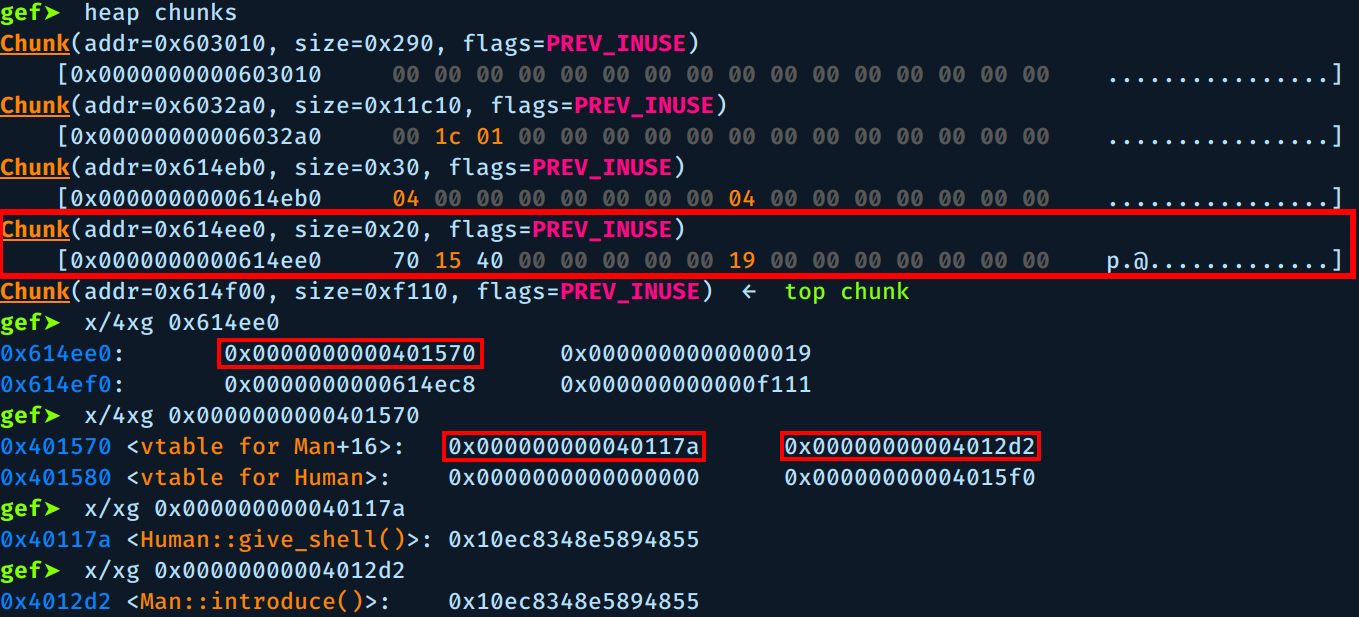 gef➤  heap chunks
Chunk(addr=0x603010, size=0x290, flags=PREV_INUSE)
    [0x0000000000603010     00 00 00 00 00 00 00 00 00 00 00 00 00 00 00 00    ................]
Chunk(addr=0x6032a0, size=0x11c10, flags=PREV_INUSE)
    [0x00000000006032a0     00 1c 01 00 00 00 00 00 00 00 00 00 00 00 00 00    ................]
Chunk(addr=0x614eb0, size=0x30, flags=PREV_INUSE)
    [0x0000000000614eb0     04 00 00 00 00 00 00 00 04 00 00 00 00 00 00 00    ................]
Chunk(addr=0x614ee0, size=0x20, flags=PREV_INUSE)
    [0x0000000000614ee0     70 15 40 00 00 00 00 00 19 00 00 00 00 00 00 00    p.@.............]
Chunk(addr=0x614f00, size=0xf110, flags=PREV_INUSE)  ←  top chunk
gef➤  x/4xg 0x614ee0
0x614ee0:       0x0000000000401570      0x0000000000000019
0x614ef0:       0x0000000000614ec8      0x000000000000f111
gef➤  x/4xg 0x0000000000401570
0x401570 <vtable for Man+16>:   0x000000000040117a      0x00000000004012d2
0x401580 <vtable for Human>:    0x0000000000000000      0x00000000004015f0
gef➤  x/xg 0x000000000040117a
0x40117a <Human::give_shell()>: 0x10ec8348e5894855
gef➤  x/xg 0x00000000004012d2
0x4012d2 <Man::introduce()>:    0x10ec8348e5894855